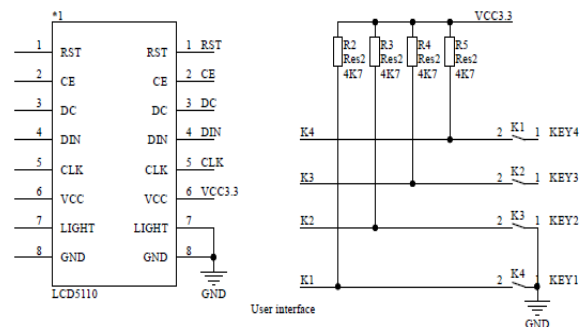 *1
1 RST RST 1 RST
2 CE CE 2 CE
3 DC DC 3 DC
4 DIN DIN 4 DIN
5 CLK CLK 5 CLK
6 VCC VCC 6 VCC3.3
7 LIGHT LIGHT 7
8 GND GND 8
LCD5110
GND
VCC3.3
R2 R3 R4 R5
Res2 Res2 Res2 Res2
4K7 4K7 4K7 4K7
K4 2 K1 1 KEY4
K3 2 K2 1 KEY3
K2 2 K3 1 KEY2
K1 2 K4 1 KEY1
GND
User interface